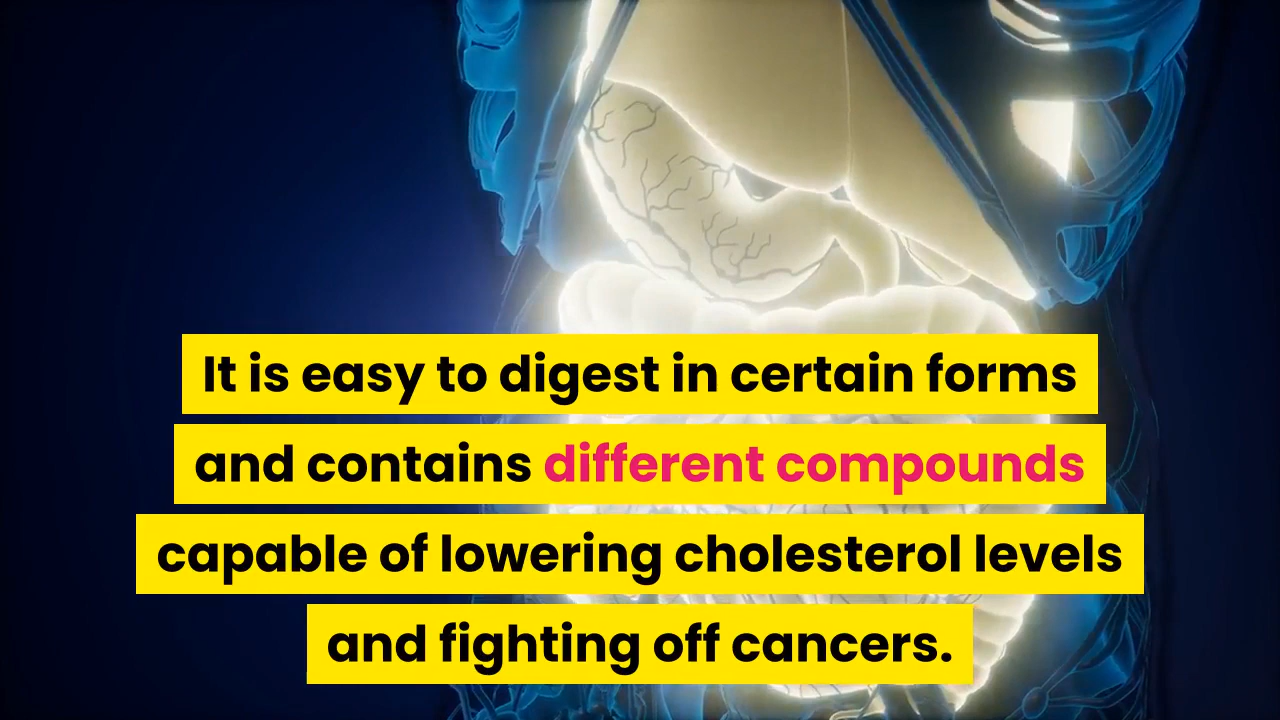 It is easy to digest in certain forms
and contains different compounds
capable of lowering cholesterol levels
and fighting off cancers.